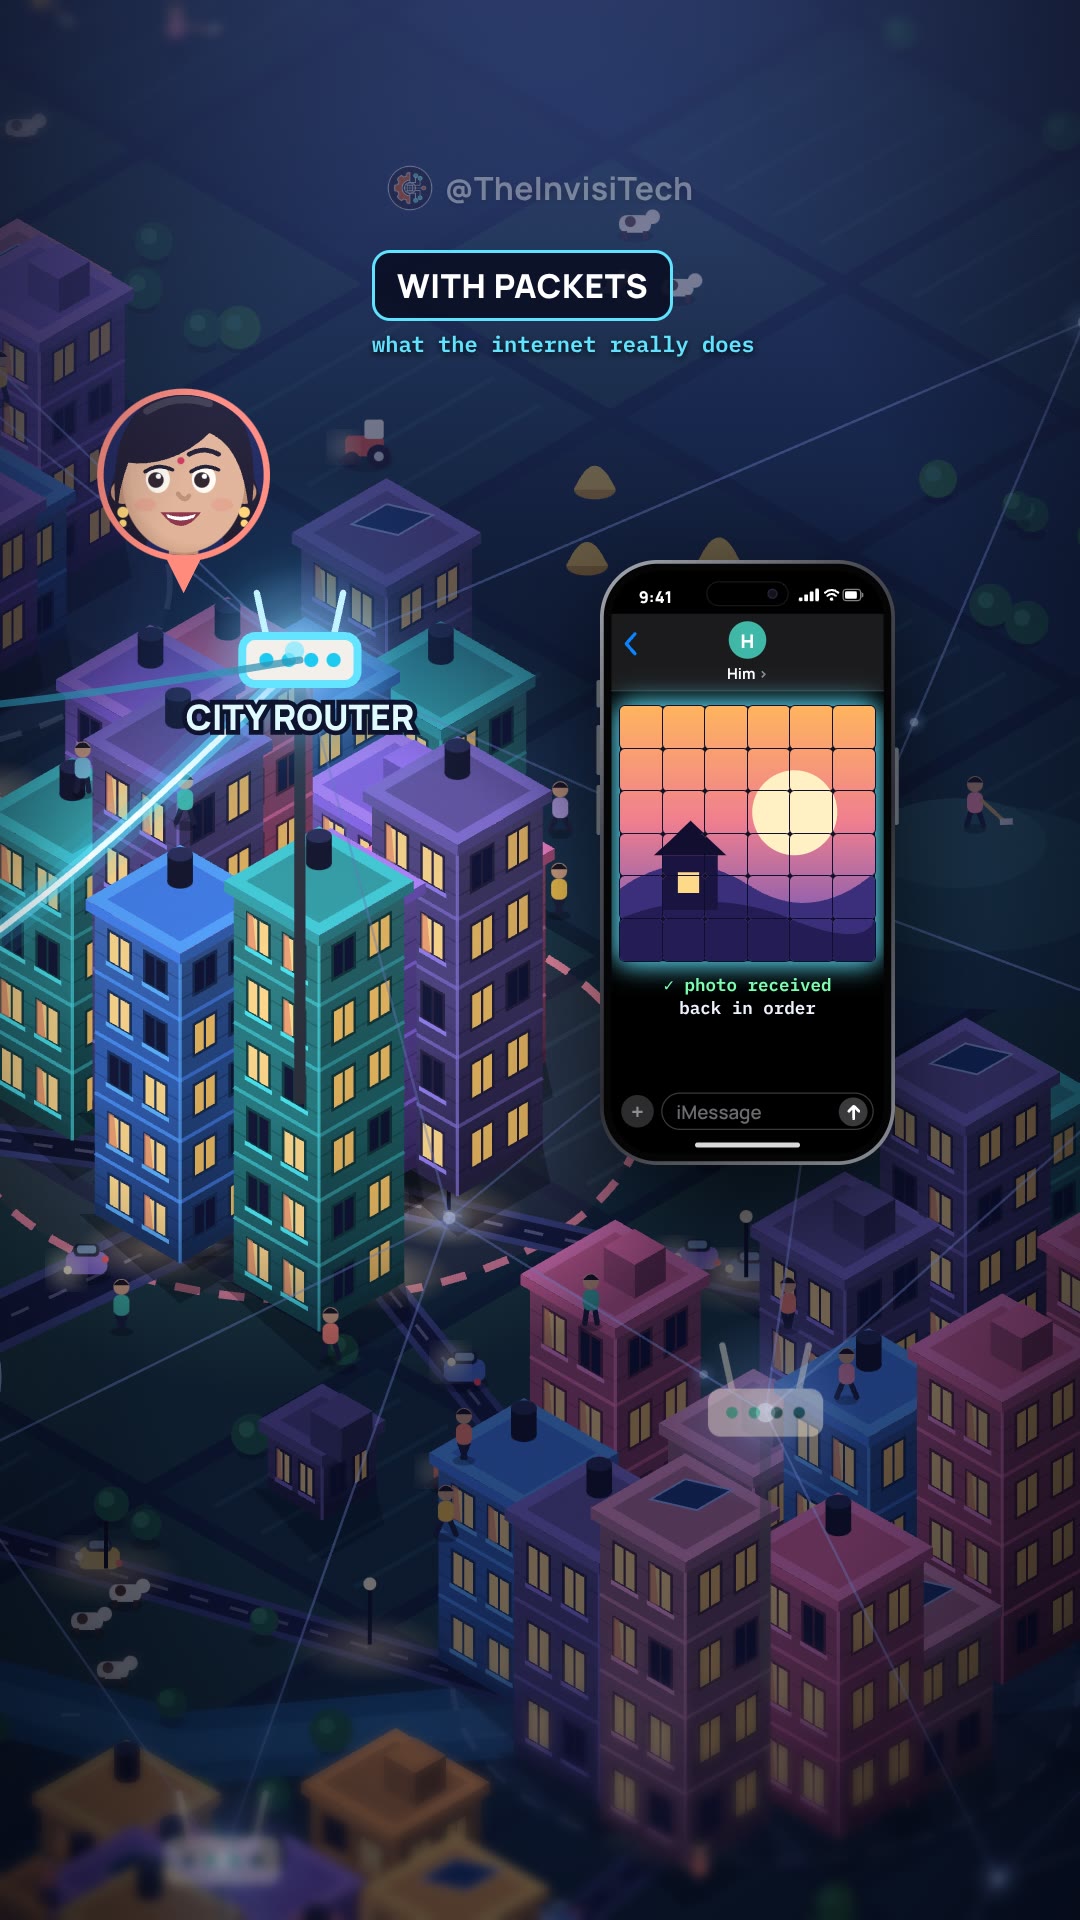 @TheInvisiTech
WITH PACKETS
what the internet really does
9:41
H
Him ›
CITY ROUTER
✓ photo received
back in order
+
iMessage